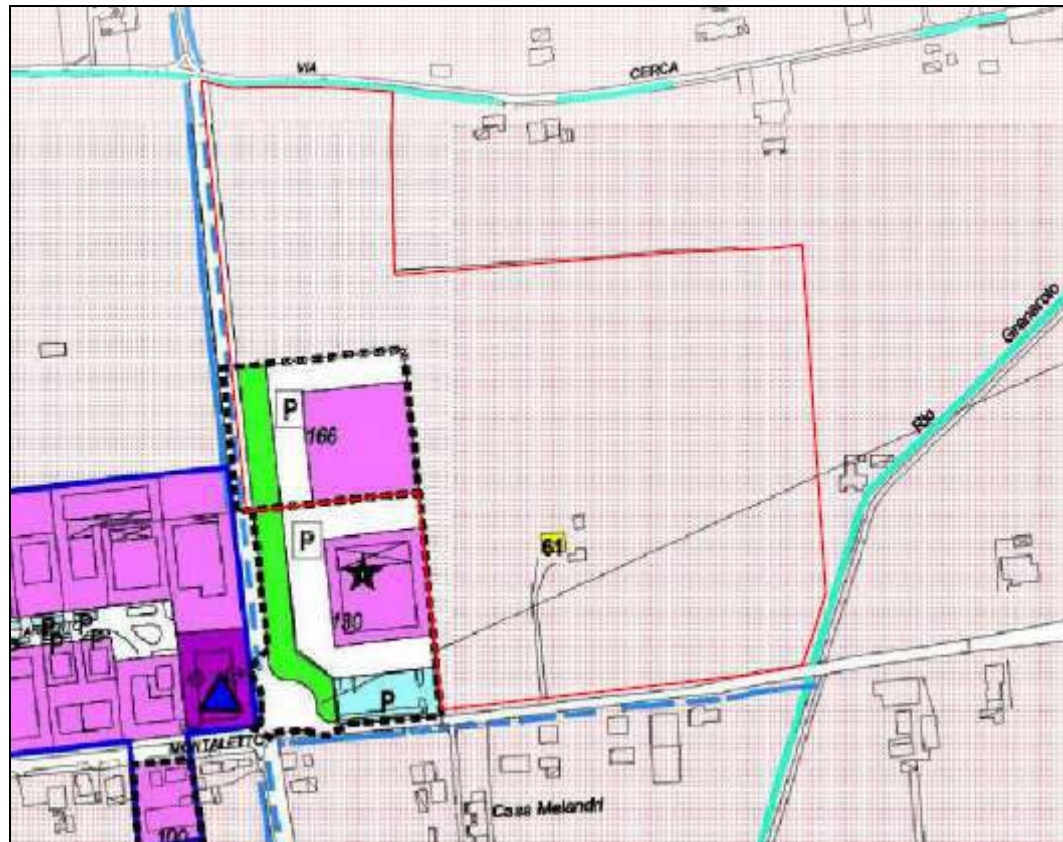 VIA
CERCA
Granarolo
Rio
P
166
P
61
180
P
P
P
P
MONTALETTO
Casa Melandri
100